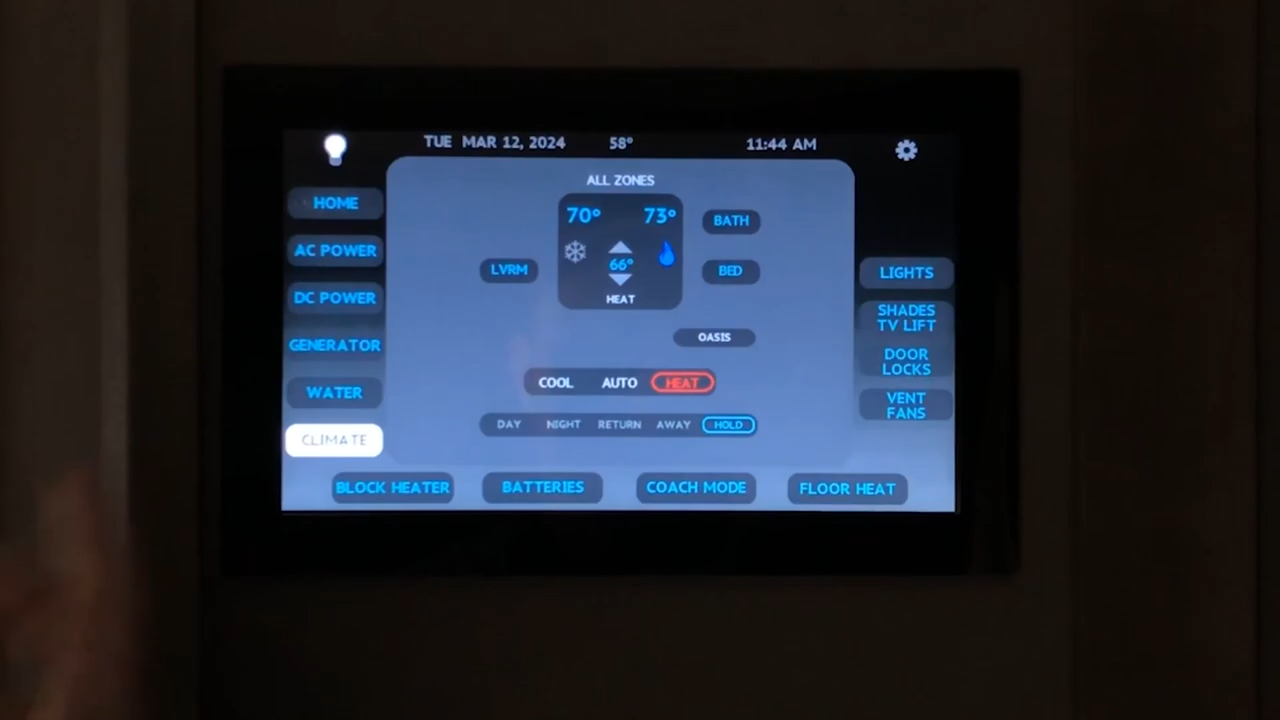 TUE MAR 12, 2024 58° 11:44 AM
ALL ZONES
HOME
AC POWER
DC POWER
GENERATOR
WATER
CLIMATE
70° 73°
66°
HEAT
LVRM
BATH
BED
OASIS
COOL AUTO HEAT
DAY NIGHT RETURN AWAY HOLD
LIGHTS
SHADES
TV LIFT
DOOR
LOCKS
VENT
FANS
BLOCK HEATER BATTERIES COACH MODE FLOOR HEAT